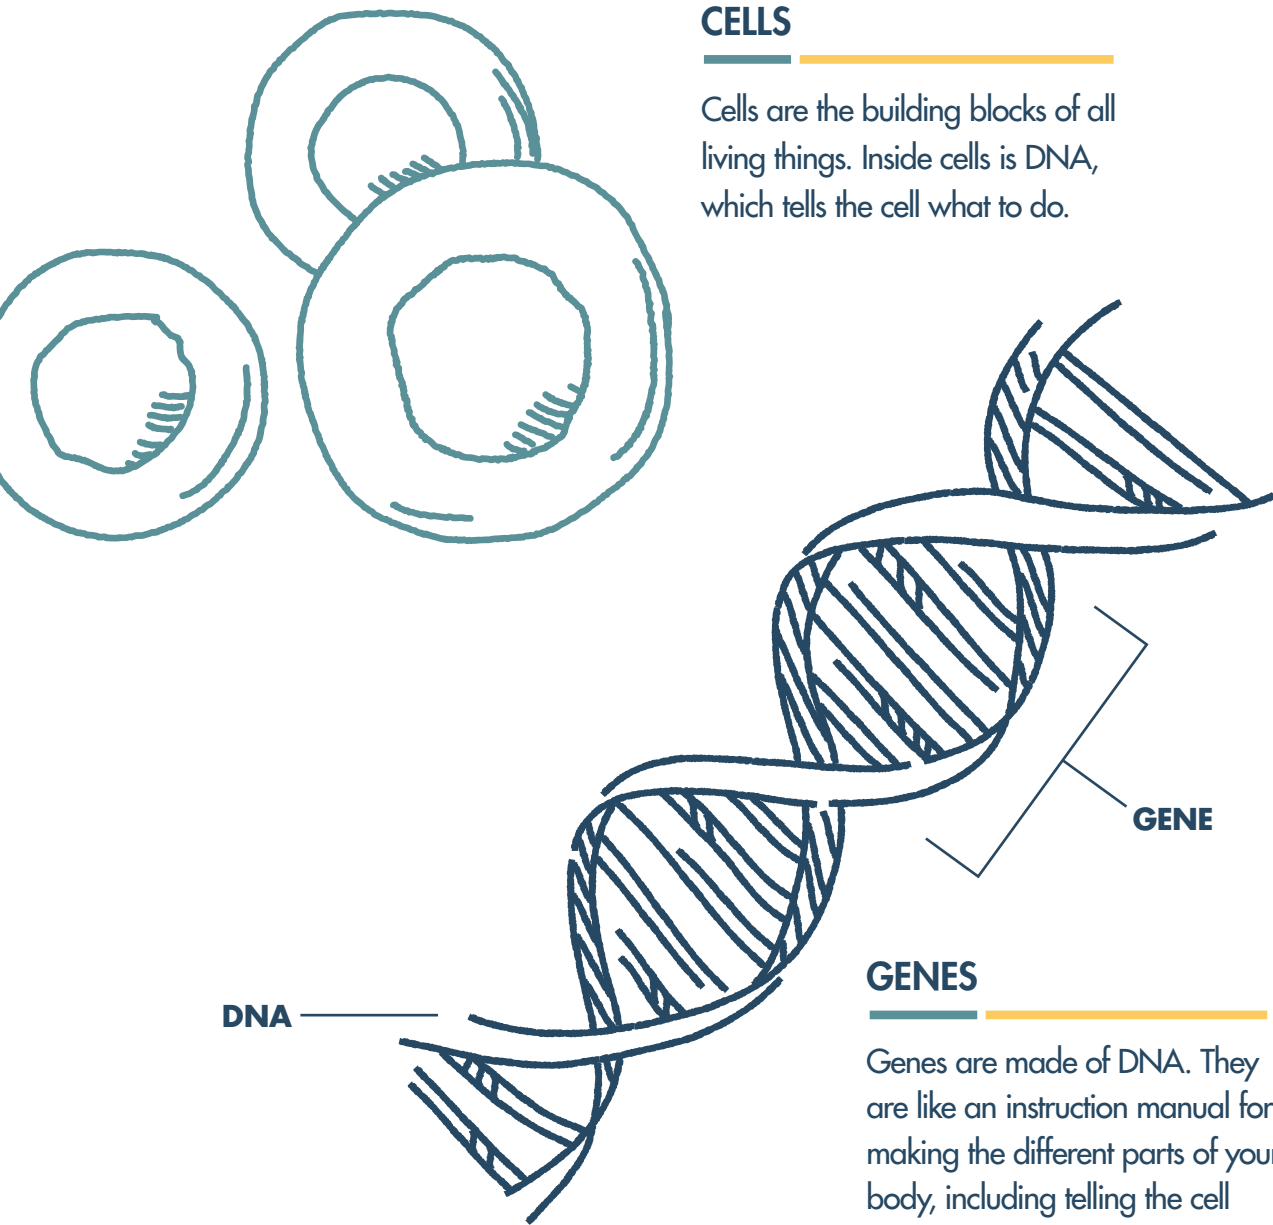 CELLS
Cells are the building blocks of all
living things. Inside cells is DNA,
which tells the cell what to do.
GENE
DNA
GENES
Genes are made of DNA. They
are like an instruction manual for
making the different parts of your
body, including telling the cell